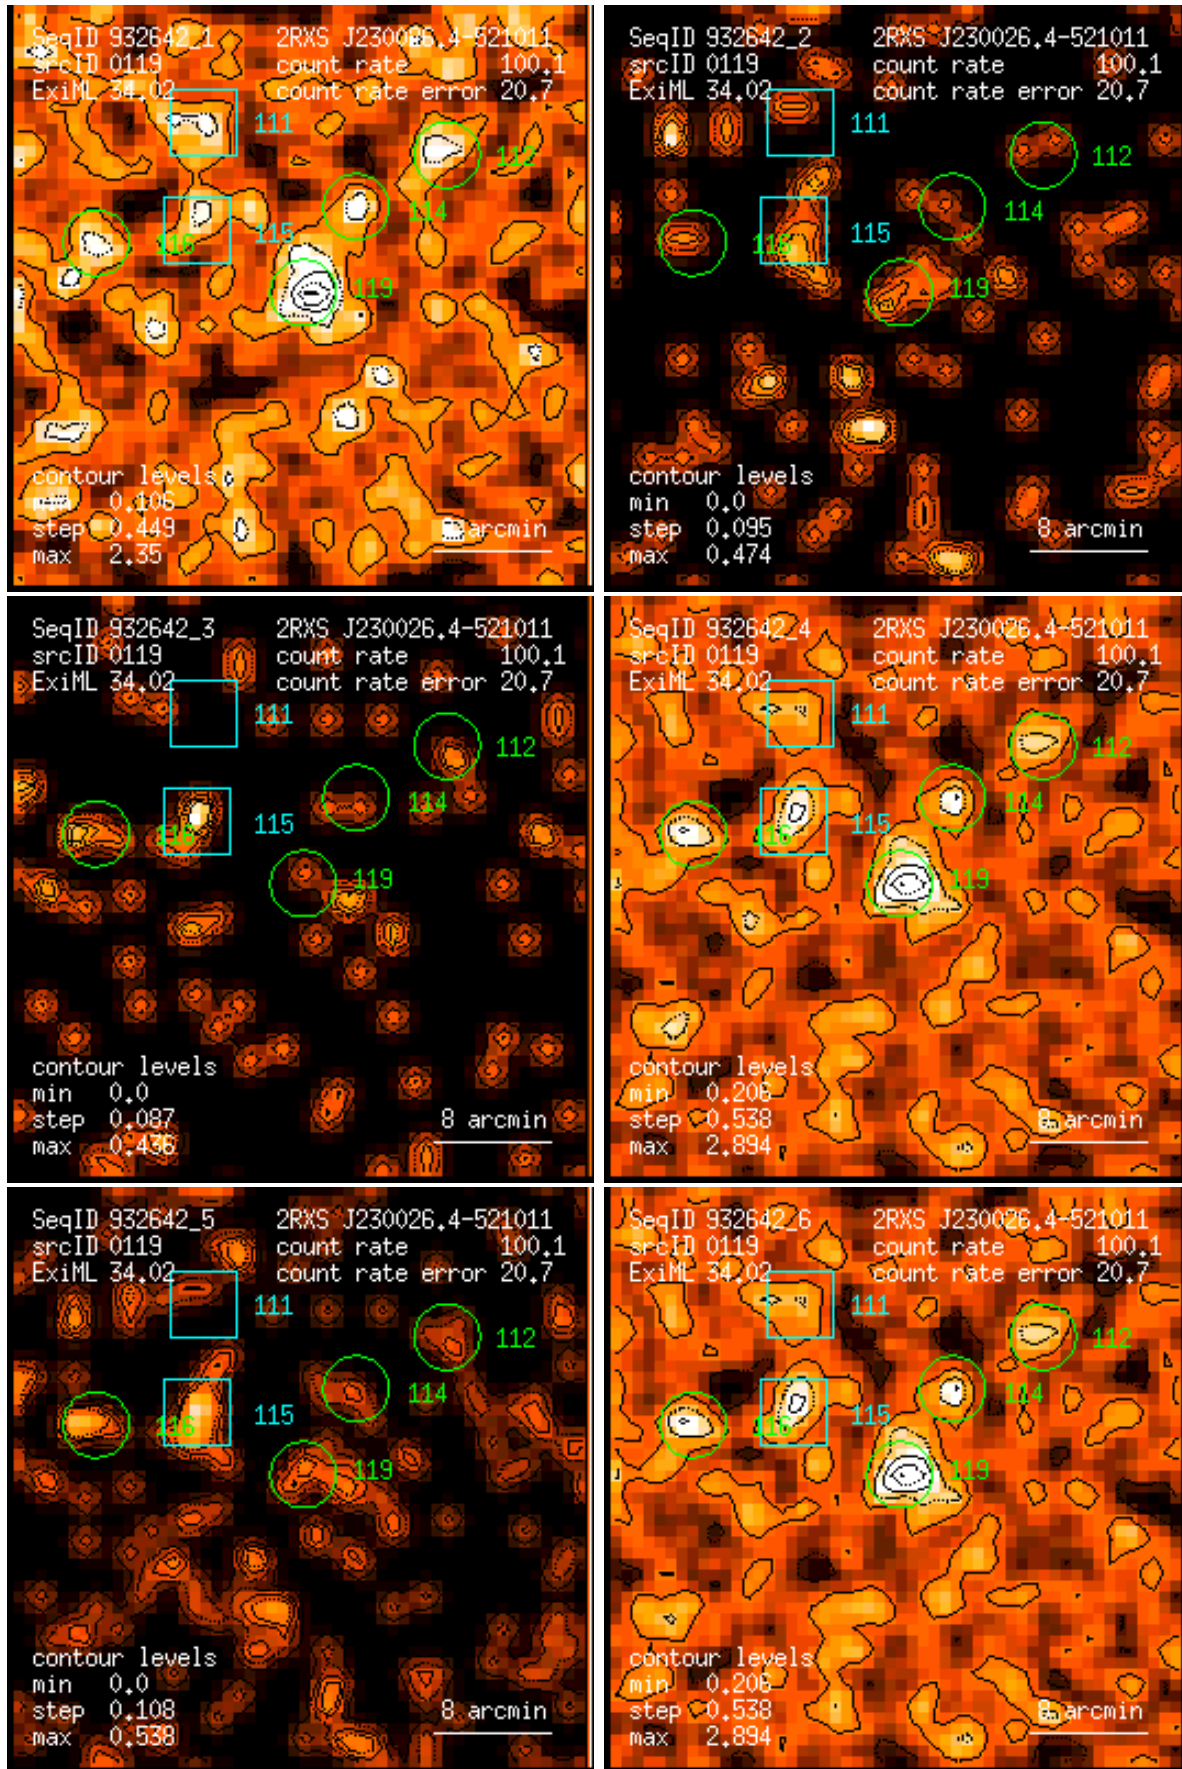 SeqID 932642_1 2RXS J230026.4-521011
srcID 0119 count rate 100.1
ExiML 34.02 count rate error 20.7
111
112
114
116 115
119
contour levels
min 0.106
step 0.449
max 2.35
8 arcmin
SeqID 932642_2 2RXS J230026.4-521011
srcID 0119 count rate 100.1
ExiML 34.02 count rate error 20.7
111
112
114
116 115
119
contour levels
min 0.0
step 0.095
max 0.474
8 arcmin
SeqID 932642_3 2RXS J230026.4-521011
srcID 0119 count rate 100.1
ExiML 34.02 count rate error 20.7
111
112
114
116 115
119
contour levels
min 0.0
step 0.087
max 0.436
8 arcmin
SeqID 932642_4 2RXS J230026.4-521011
srcID 0119 count rate 100.1
ExiML 34.02 count rate error 20.7
111
112
114
116 115
119
contour levels
min 0.206
step 0.538
max 2.894
8 arcmin
SeqID 932642_5 2RXS J230026.4-521011
srcID 0119 count rate 100.1
ExiML 34.02 count rate error 20.7
111
112
114
116 115
119
contour levels
min 0.0
step 0.108
max 0.538
8 arcmin
SeqID 932642_6 2RXS J230026.4-521011
srcID 0119 count rate 100.1
ExiML 34.02 count rate error 20.7
111
112
114
116 115
119
contour levels
min 0.206
step 0.538
max 2.894
8 arcmin